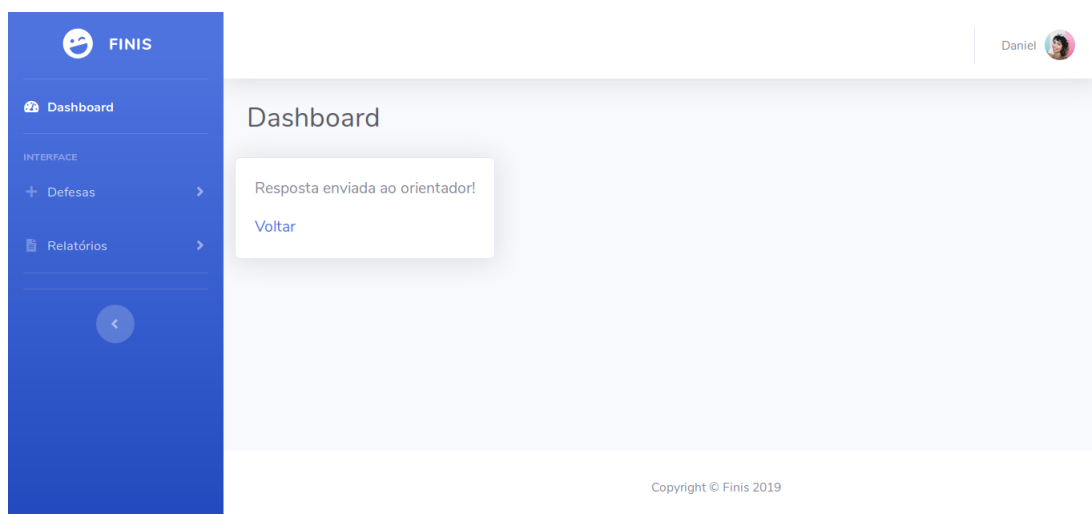 FINIS
Daniel
Dashboard
Dashboard
INTERFACE
Defesas
Relatórios
Resposta enviada ao orientador!
Voltar
Copyright © Finis 2019